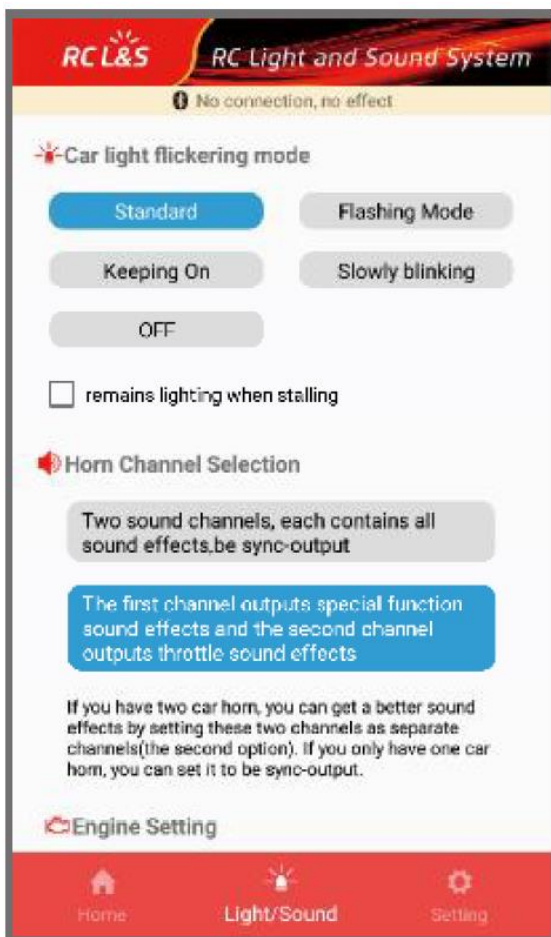 RC L&S
RC Light and Sound System
No connection, no effect
Car light flickering mode
Standard
Flashing Mode
Keeping On
Slowly blinking
OFF
remains lighting when stalling
Horn Channel Selection
Two sound channels, each contains all
sound effects,be sync-output
The first channel outputs special function
sound effects and the second channel
outputs throttle sound effects
If you have two car horn, you can get a better sound
effects by setting these two channels as separate
channels(the second option). If you only have one car
horn, you can set it to be sync-output.
Engine Setting
Home
Light/Sound
Setting